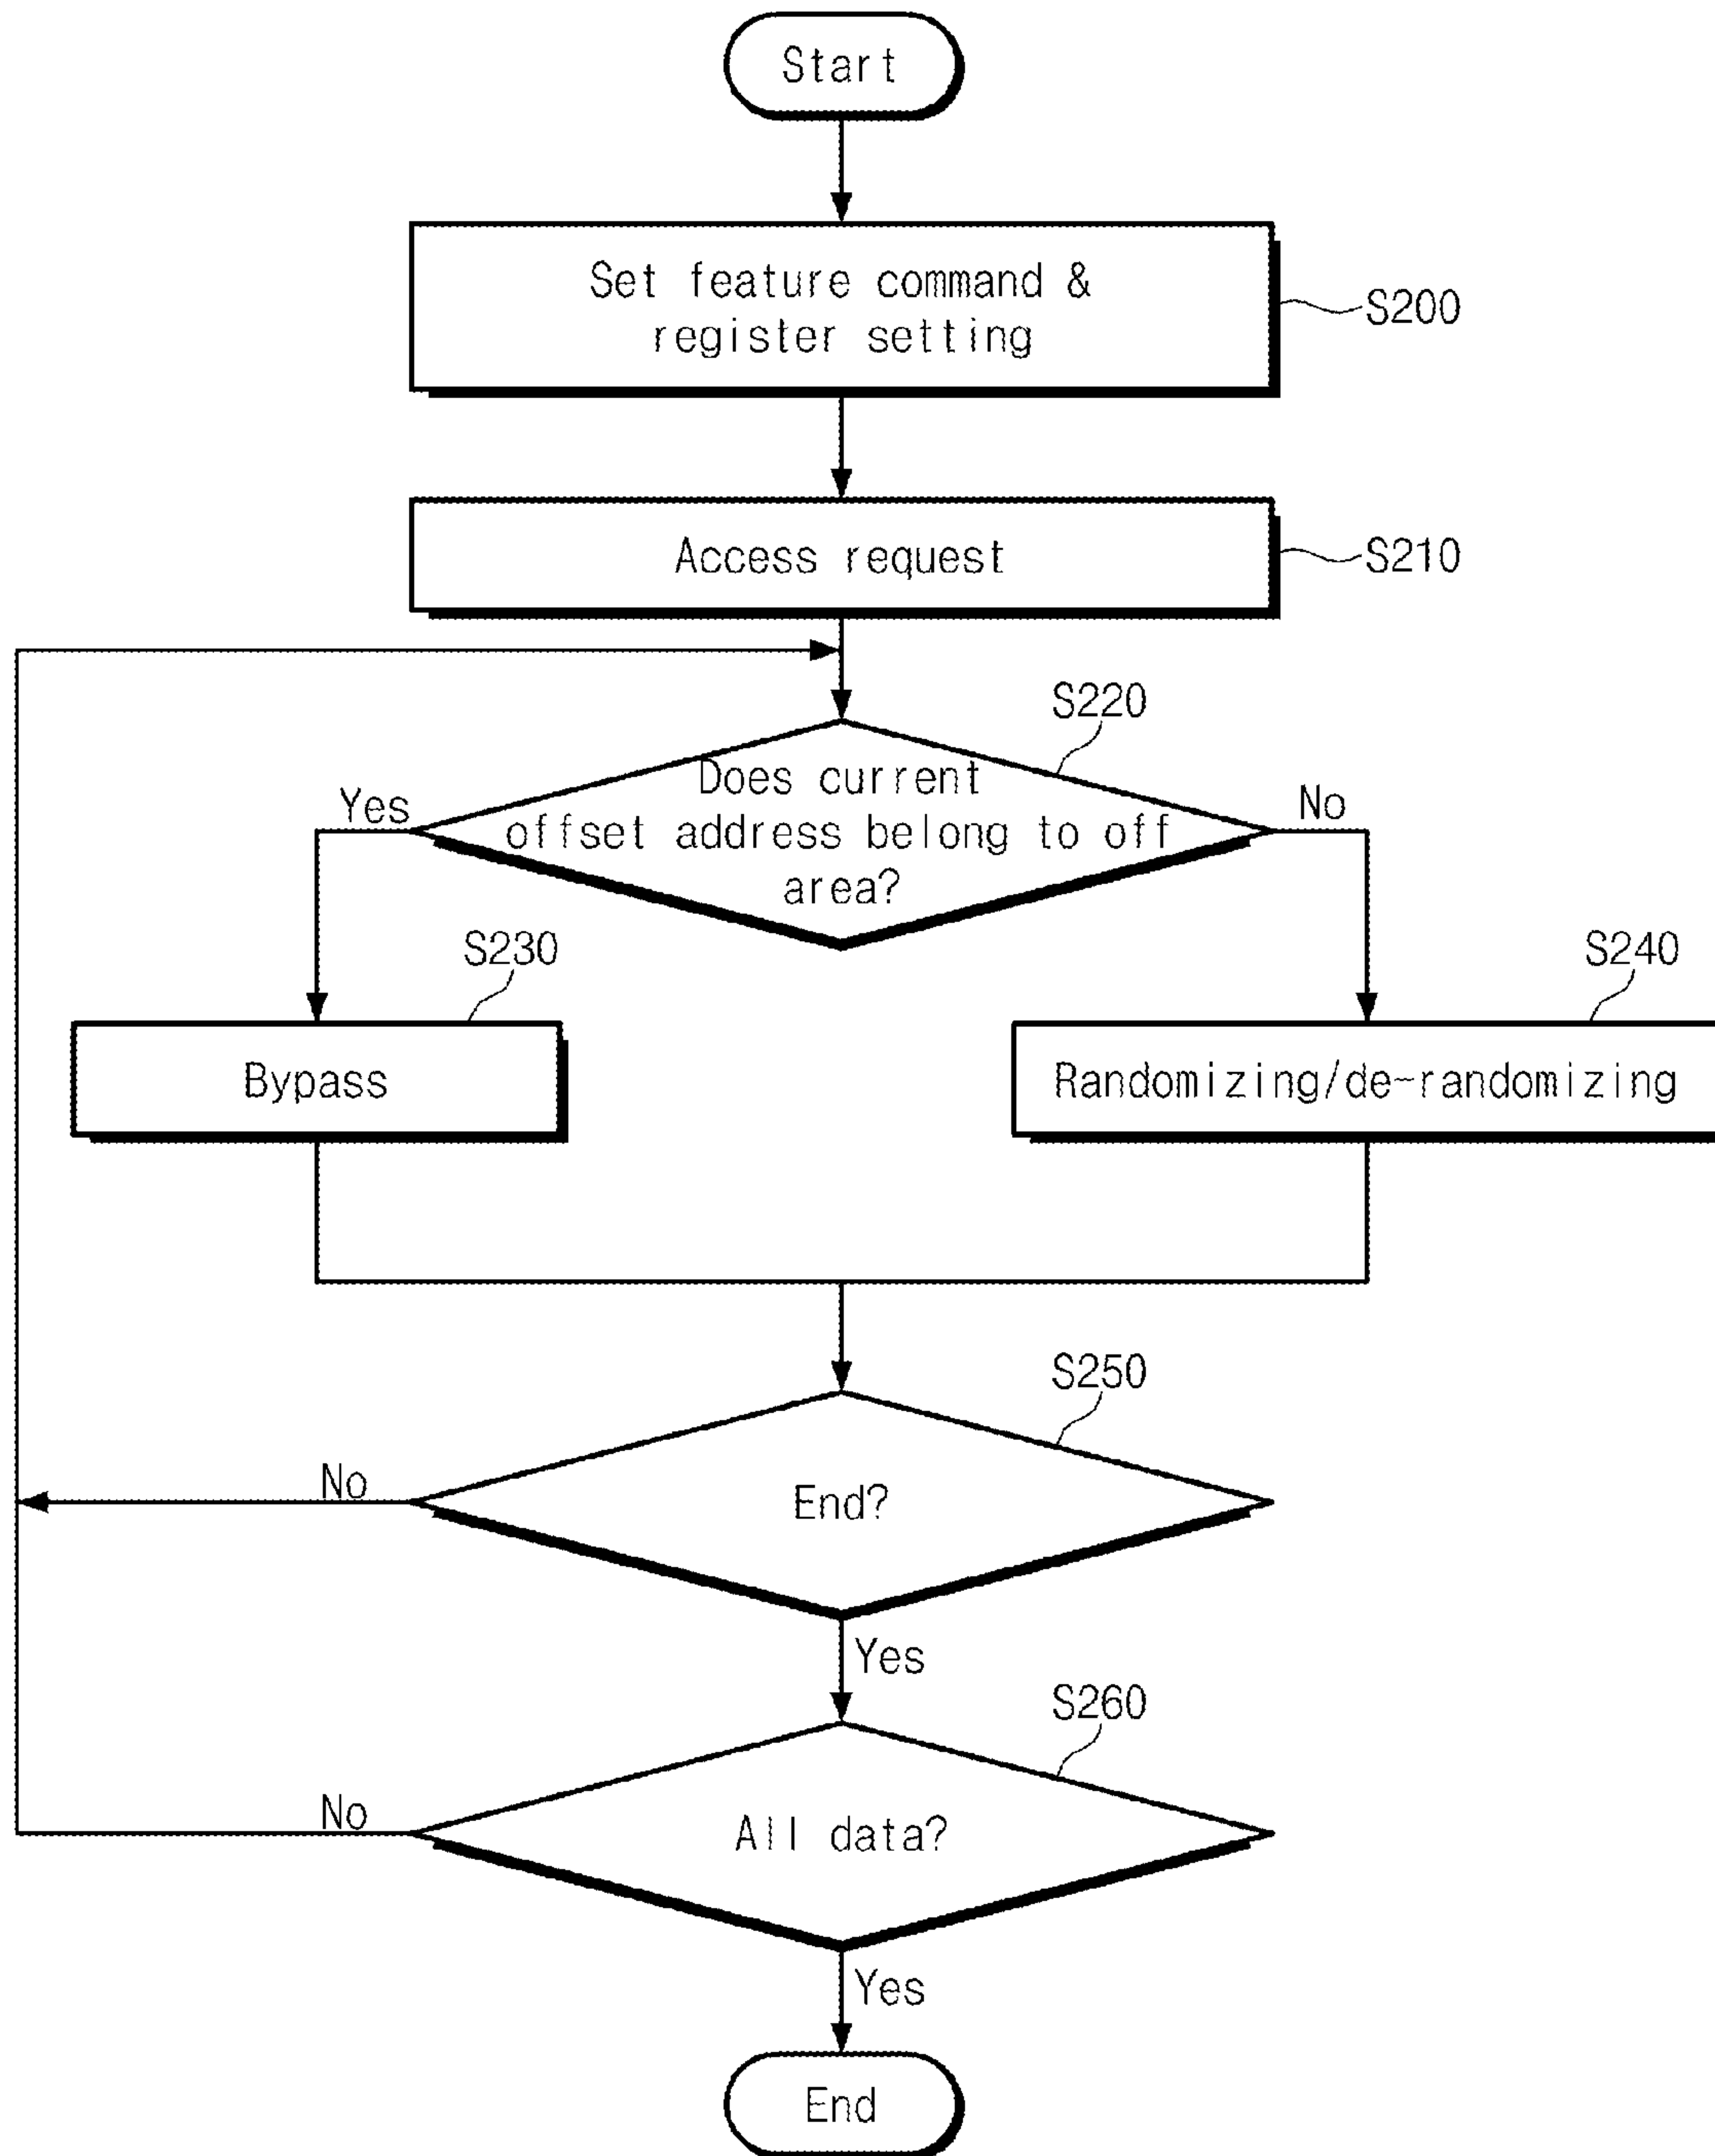 Start
Set feature command &
register setting
S200
Access request
S210
S220
Does current
offset address belong to off
area?
Yes
No
S230
Bypass
S240
Randomizing/de-randomizing
S250
End?
No
Yes
S260
All data?
No
Yes
End